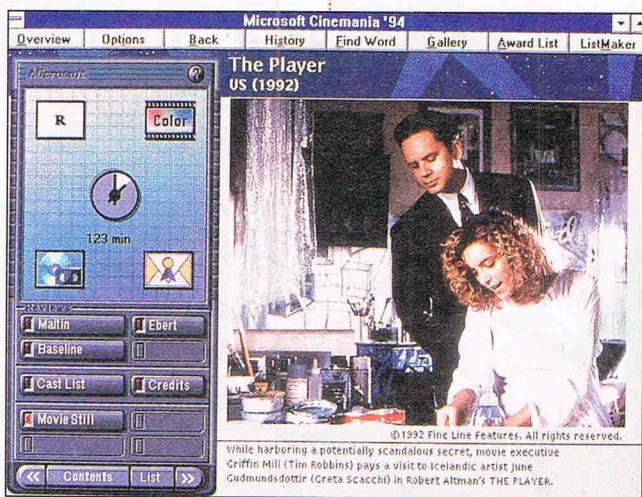 Microsoft Cinemania '94
Overview Options Back History Find Word Gallery Award List ListMaker
Microsoft ?
The Player
US (1992)
R Color
123 min
Reviews
Maltin Ebert
Baseline
Cast List Credits
Movie Still
<< Contents List >>
©1992 Fine Line Features. All rights reserved.
While harboring a potentially scandalous secret, movie executive
Griffin Mill (Tim Robbins) pays a visit to Icelandic artist June
Gudmundsdottir (Greta Scacchi) in Robert Altman's THE PLAYER.